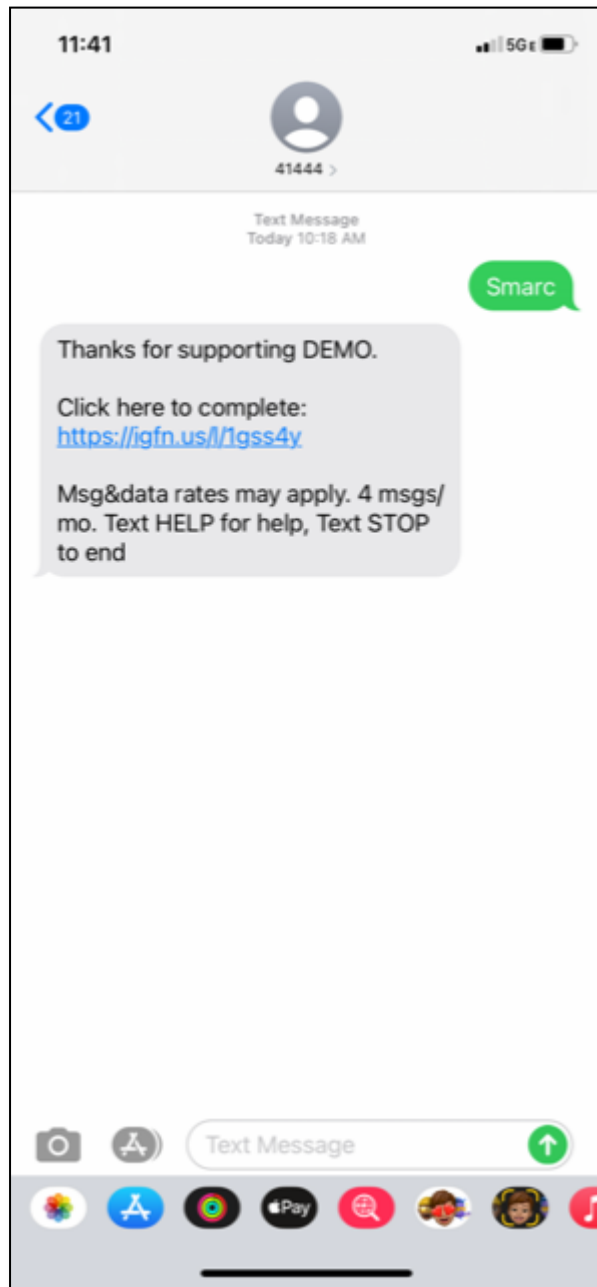 11:41
5GE
21
41444 >
Text Message
Today 10:18 AM
Smarc
Thanks for supporting DEMO.
Click here to complete:
https://igfn.us/l/1gss4y
Msg&data rates may apply. 4 msgs/
mo. Text HELP for help, Text STOP
to end
Text Message
Pay